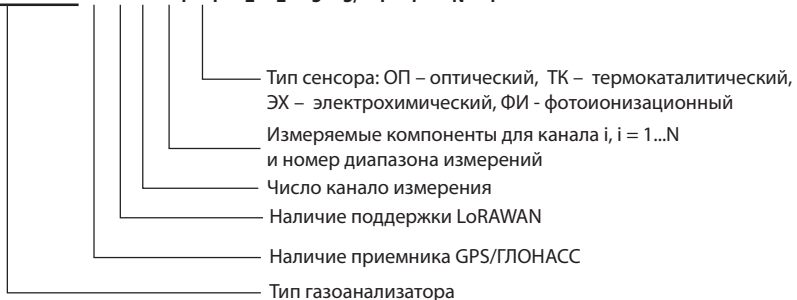 Тип сенсора: ОП – оптический, ТК – термокаталитический,
ЭХ – электрохимический, ФИ - фотоионизационный
Измеряемые компоненты для канала i, i = 1...N
и номер диапазона измерений
Число канало измерения
Наличие поддержки LoRAWAN
Наличие приемника GPS/ГЛОНАСС
Тип газоанализатора